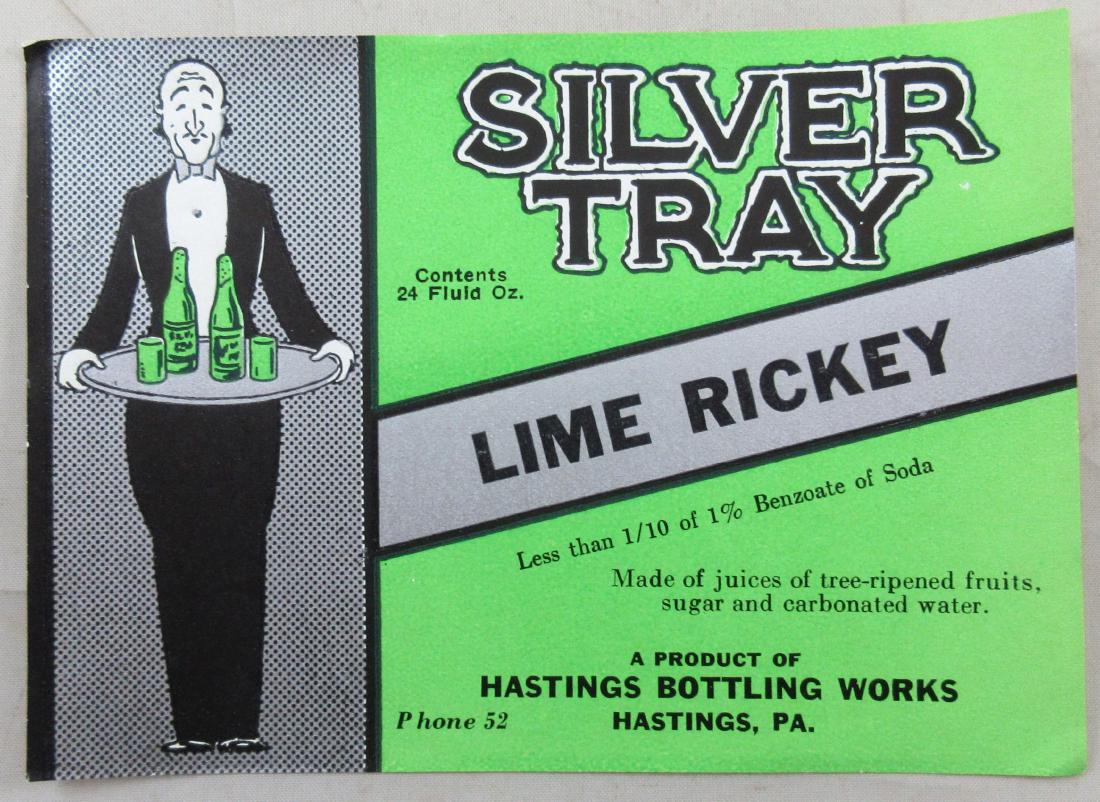 SILVER
TRAY
Contents
24 Fluid Oz.
LIME RICKEY
Less than 1/10 of 1% Benzoate of Soda
Made of juices of tree-ripened fruits,
sugar and carbonated water.
A PRODUCT OF
HASTINGS BOTTLING WORKS
Phone 52
HASTINGS, PA.